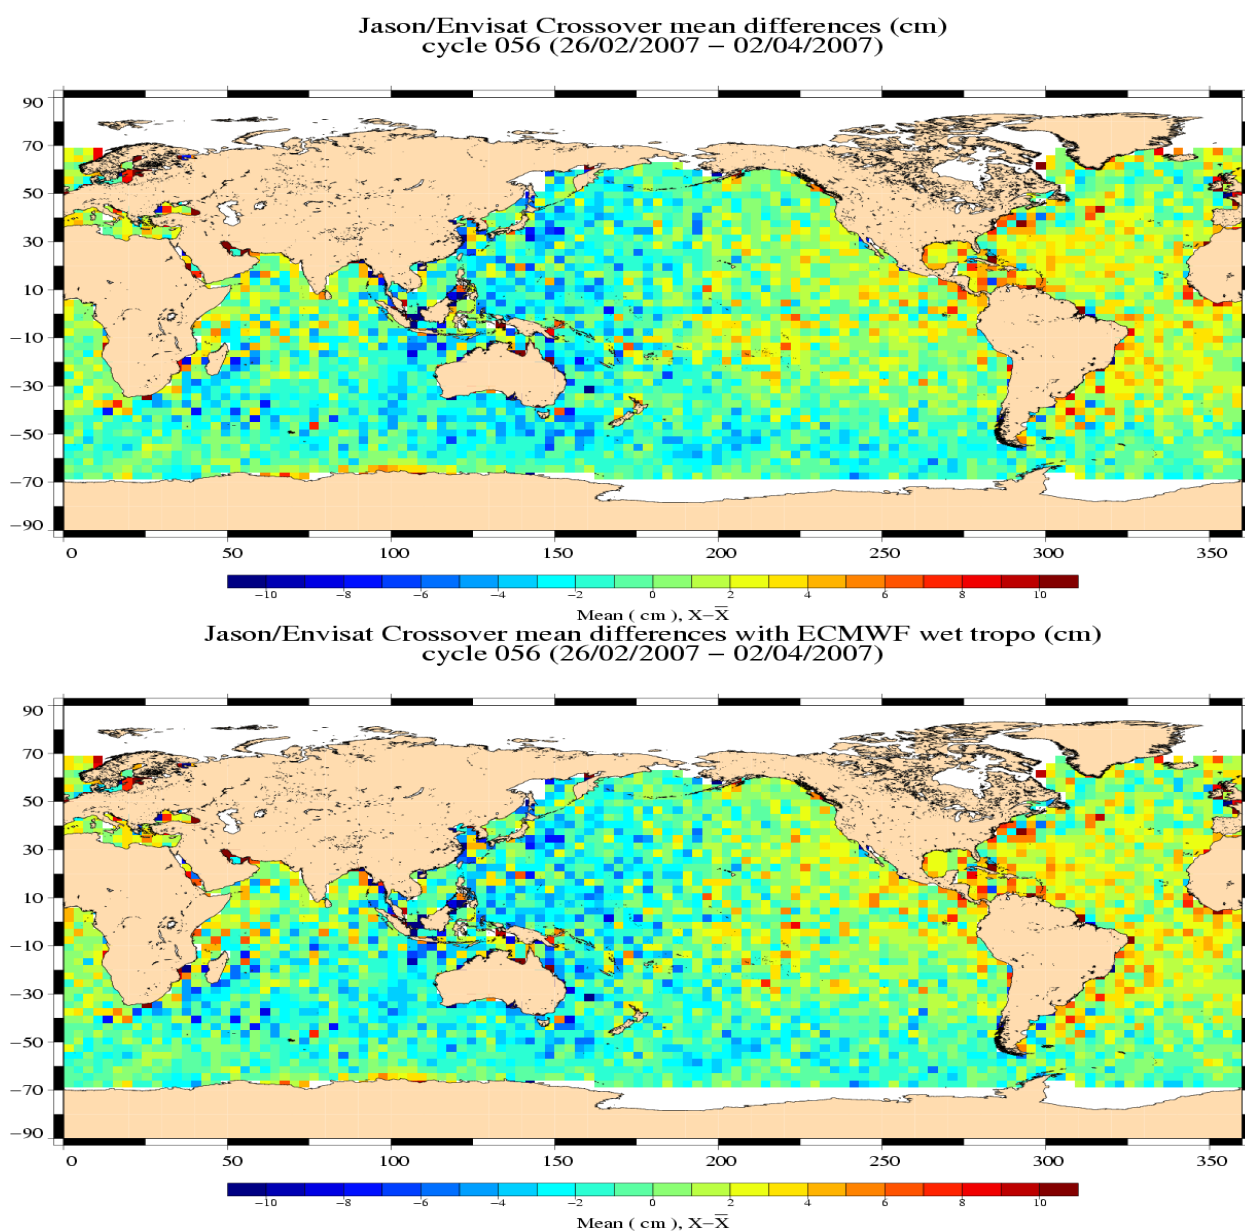 Jason/Envisat Crossover mean differences (cm)
cycle 056 (26/02/2007 − 02/04/2007)
90
70
50
30
10
−10
−30
−50
−70
−90
0 50 100 150 200 250 300 350
−10 −8 −6 −4 −2 0 2 4 6 8 10
Mean ( cm ), X−X̅
Jason/Envisat Crossover mean differences with ECMWF wet tropo (cm)
cycle 056 (26/02/2007 − 02/04/2007)
90
70
50
30
10
−10
−30
−50
−70
−90
0 50 100 150 200 250 300 350
−10 −8 −6 −4 −2 0 2 4 6 8 10
Mean ( cm ), X−X̅